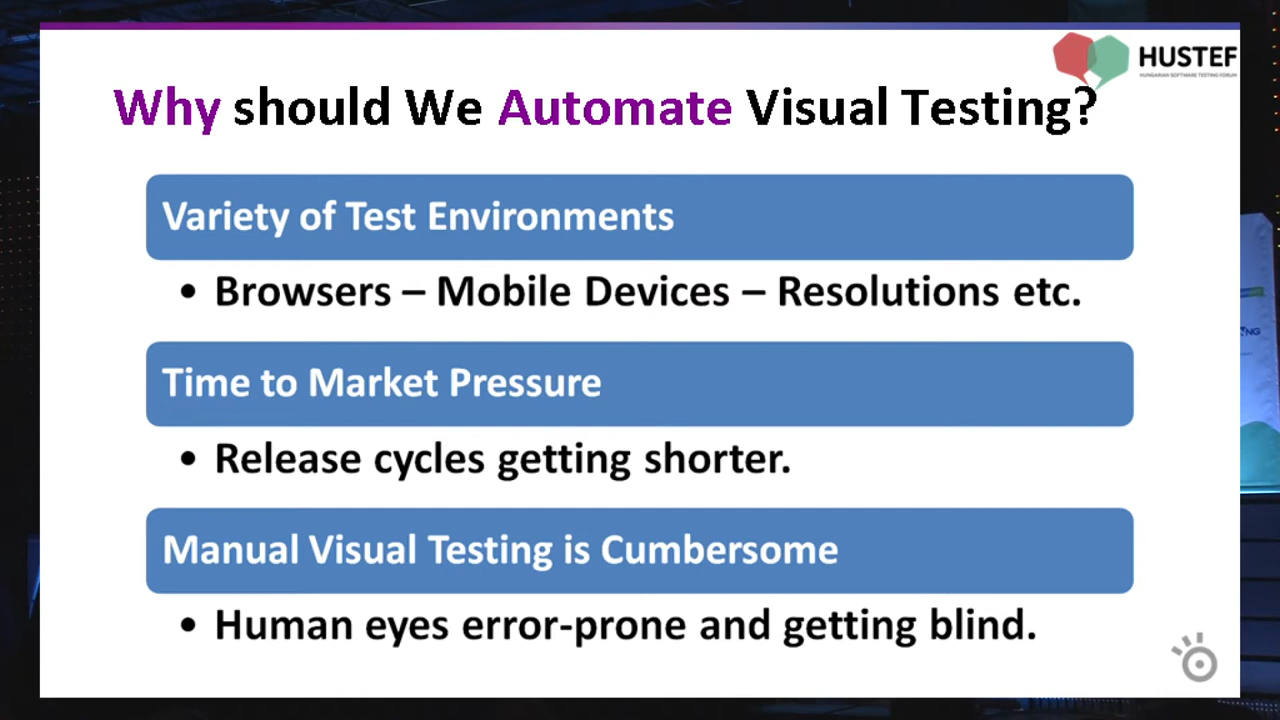 HUSTEF
HUNGARIAN SOFTWARE TESTING FORUM
Why should We Automate Visual Testing?
Variety of Test Environments
• Browsers – Mobile Devices – Resolutions etc.
Time to Market Pressure
• Release cycles getting shorter.
Manual Visual Testing is Cumbersome
• Human eyes error-prone and getting blind.